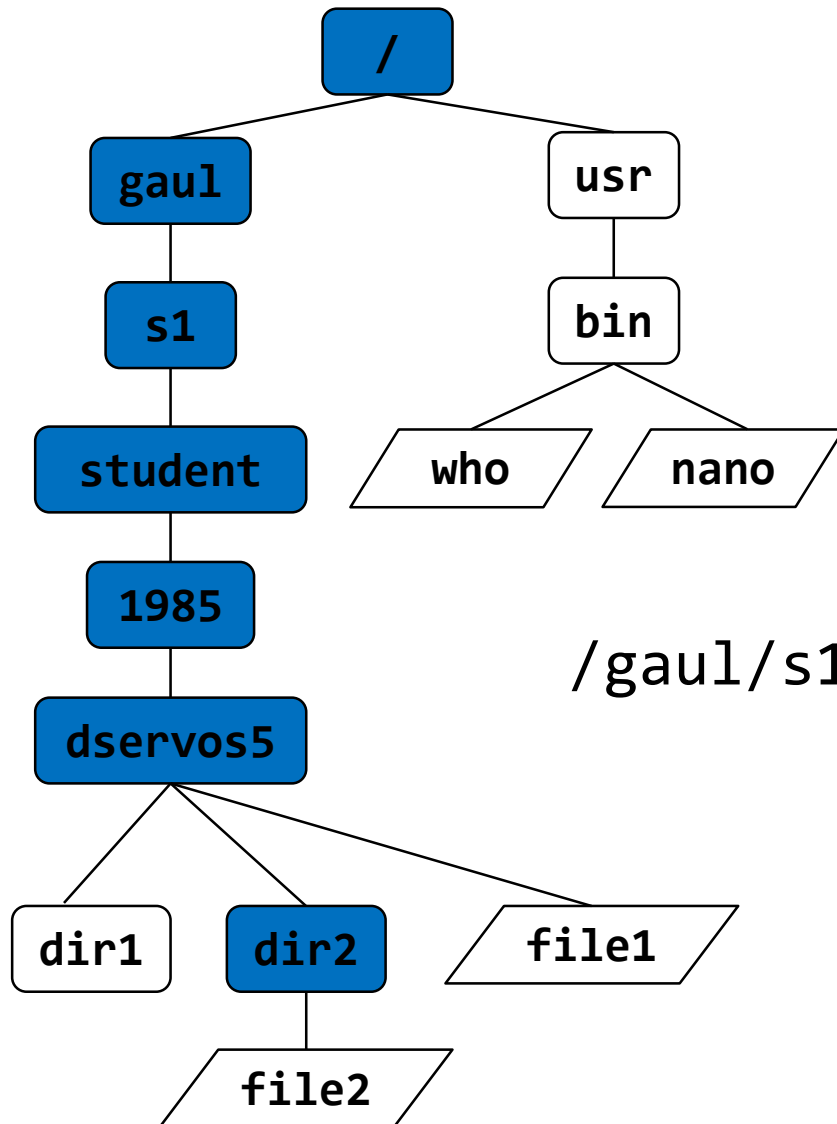 /
gaul usr
s1 bin
student who nano
1985
/gaul/s1
dservos5
dir1 dir2 file1
file2